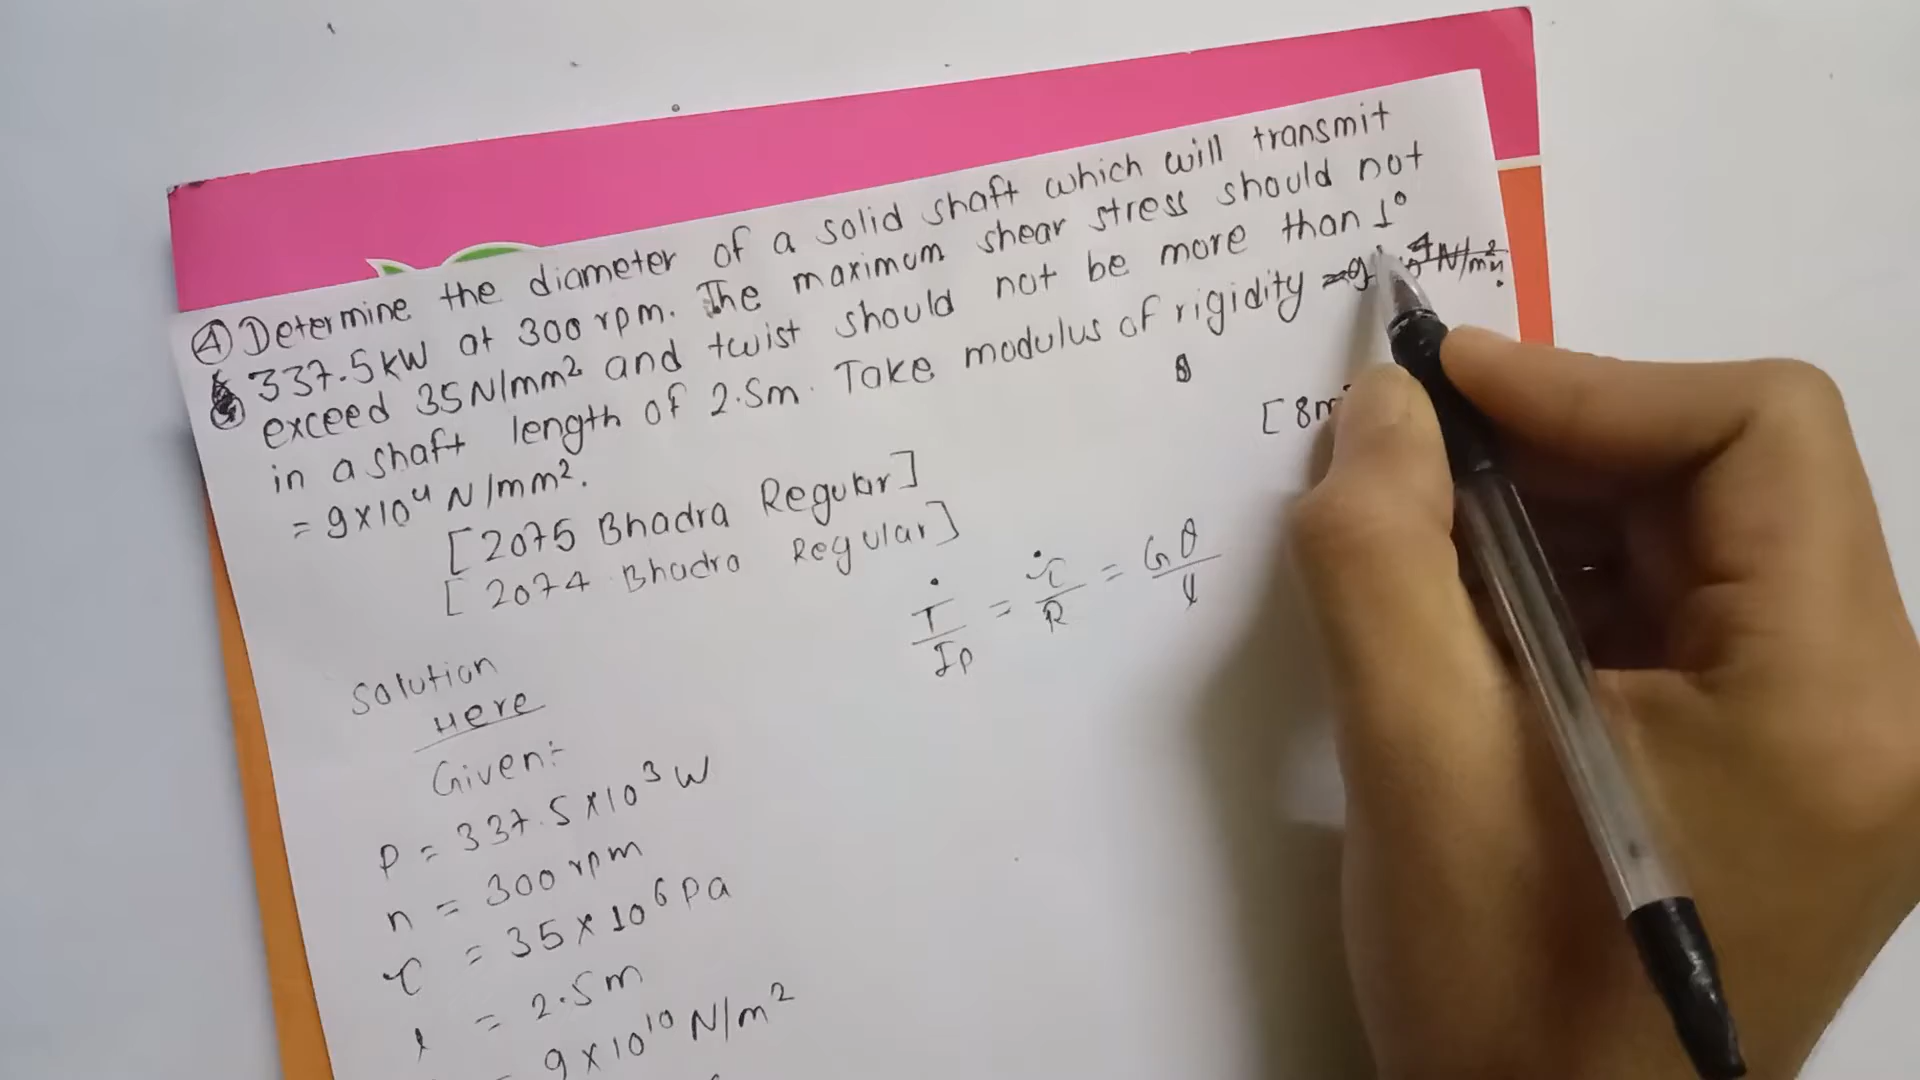 ④ Determine the diameter of a solid shaft which will transmit
337.5kW at 300 rpm. The maximum shear stress should not
exceed 35N/mm² and twist should not be more than 1°
in a shaft length of 2.5m. Take modulus of rigidity
= 9×10⁴ N/mm².
[8m
[2075 Bhadra Regular]
[2074 Bhadra Regular]
T/Ip = τ/R = Gθ/l
Solution
Here
Given:-
P = 337.5×10³ W
n = 300 rpm
τ = 35×10⁶ Pa
l = 2.5m
= 9×10¹⁰ N/m²